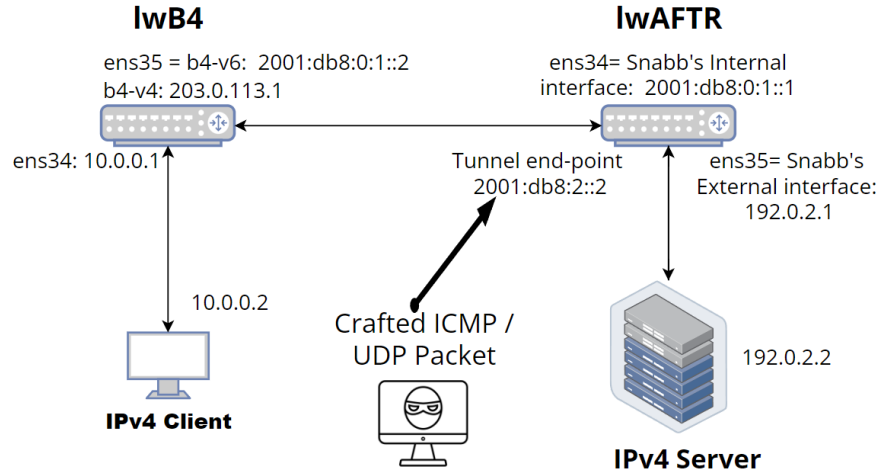 lwB4
lwAFTR
ens35 = b4-v6:  2001:db8:0:1::2
b4-v4: 203.0.113.1
ens34= Snabb's Internal
interface:  2001:db8:0:1::1
ens34: 10.0.0.1
Tunnel end-point
2001:db8:2::2
ens35= Snabb's
External interface:
192.0.2.1
10.0.0.2
Crafted ICMP /
UDP Packet
192.0.2.2
IPv4 Client
IPv4 Server